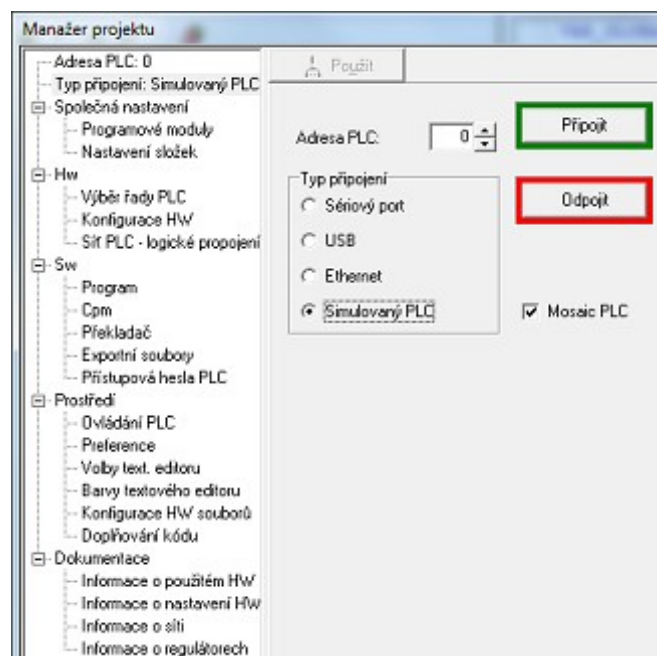 Manažer projektu
Adresa PLC: 0
Typ připojení: Simulovaný PLC
Společná nastavení
Programové moduly
Nastavení složek
Hw
Výběr řady PLC
Konfigurace HW
Síť PLC - logické propojení
Sw
Program
Cpm
Překladač
Exportní soubory
Přístupová hesla PLC
Prostředí
Ovládání PLC
Preference
Volby text. editoru
Barvy textového editoru
Konfigurace HW souborů
Doplňování kódu
Dokumentace
Informace o použitém HW
Informace o nastavení HW
Informace o síti
Informace o regulátorech
Použít
Adresa PLC: 0
Připojit
Typ připojení
Odpojit
Sériový port
USB
Ethernet
Simulovaný PLC
Mosaic PLC